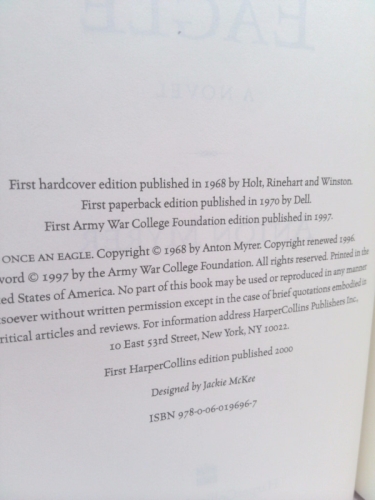 EAGLE
A NOVEL
First hardcover edition published in 1968 by Holt, Rinehart and Winston.
First paperback edition published in 1970 by Dell.
First Army War College Foundation edition published in 1997.
ONCE AN EAGLE. Copyright © 1968 by Anton Myrer. Copyright renewed 1996.
word © 1997 by the Army War College Foundation. All rights reserved. Printed in the
ed States of America. No part of this book may be used or reproduced in any manner
soever without written permission except in the case of brief quotations embodied in
ritical articles and reviews. For information address HarperCollins Publishers Inc.,
10 East 53rd Street, New York, NY 10022.
First HarperCollins edition published 2000
Designed by Jackie McKee
ISBN 978-0-06-019696-7